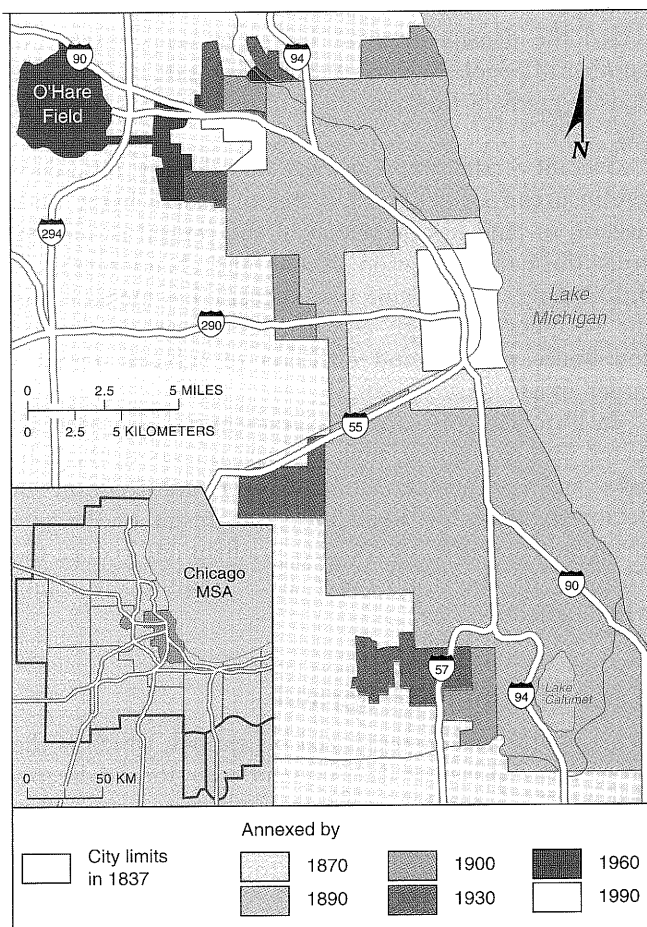 90
94
O'Hare
Field
N
294
Lake
Michigan
290
0 2.5 5 MILES
0 2.5 5 KILOMETERS
55
Chicago
MSA
90
57
94
Lake
Calumet
0 50 KM
Annexed by
City limits
in 1837
1870
1890
1900
1930
1960
1990